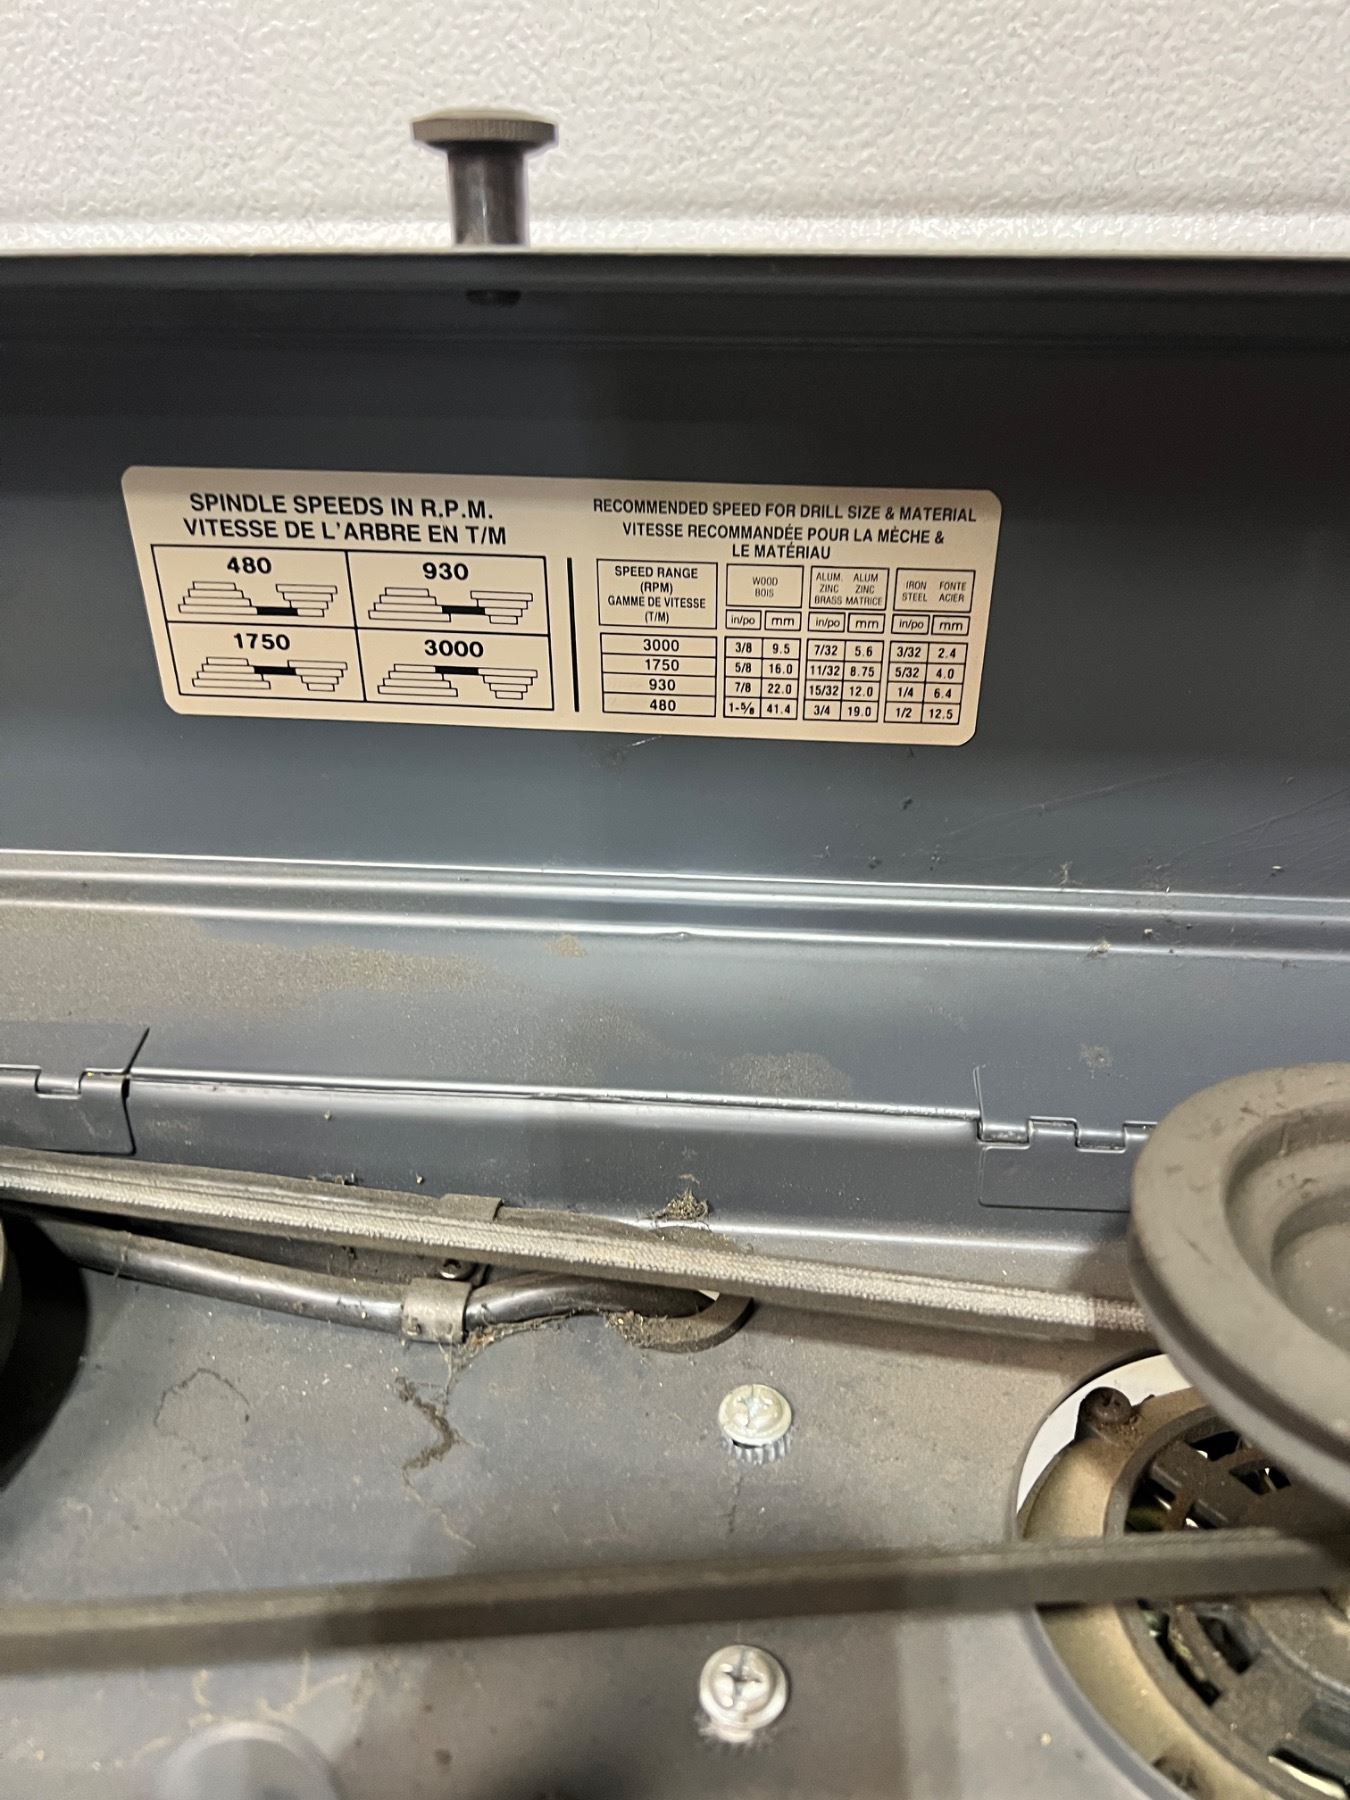 SPINDLE SPEEDS IN R.P.M.
VITESSE DE L'ARBRE EN T/M
480
930
1750
3000
RECOMMENDED SPEED FOR DRILL SIZE & MATERIAL
VITESSE RECOMMANDÉE POUR LA MÈCHE &
LE MATÉRIAU
SPEED RANGE
(RPM)
GAMME DE VITESSE
(T/M)
WOOD
BOIS
ALUM. ALUM
ZINC ZINC
BRASS MATRICE
IRON FONTE
STEEL ACIER
in/po mm in/po mm in/po mm
3000 3/8 9.5 7/32 5.6 3/32 2.4
1750 5/8 16.0 11/32 8.75 5/32 4.0
930 7/8 22.0 15/32 12.0 1/4 6.4
480 1-5/8 41.4 3/4 19.0 1/2 12.5